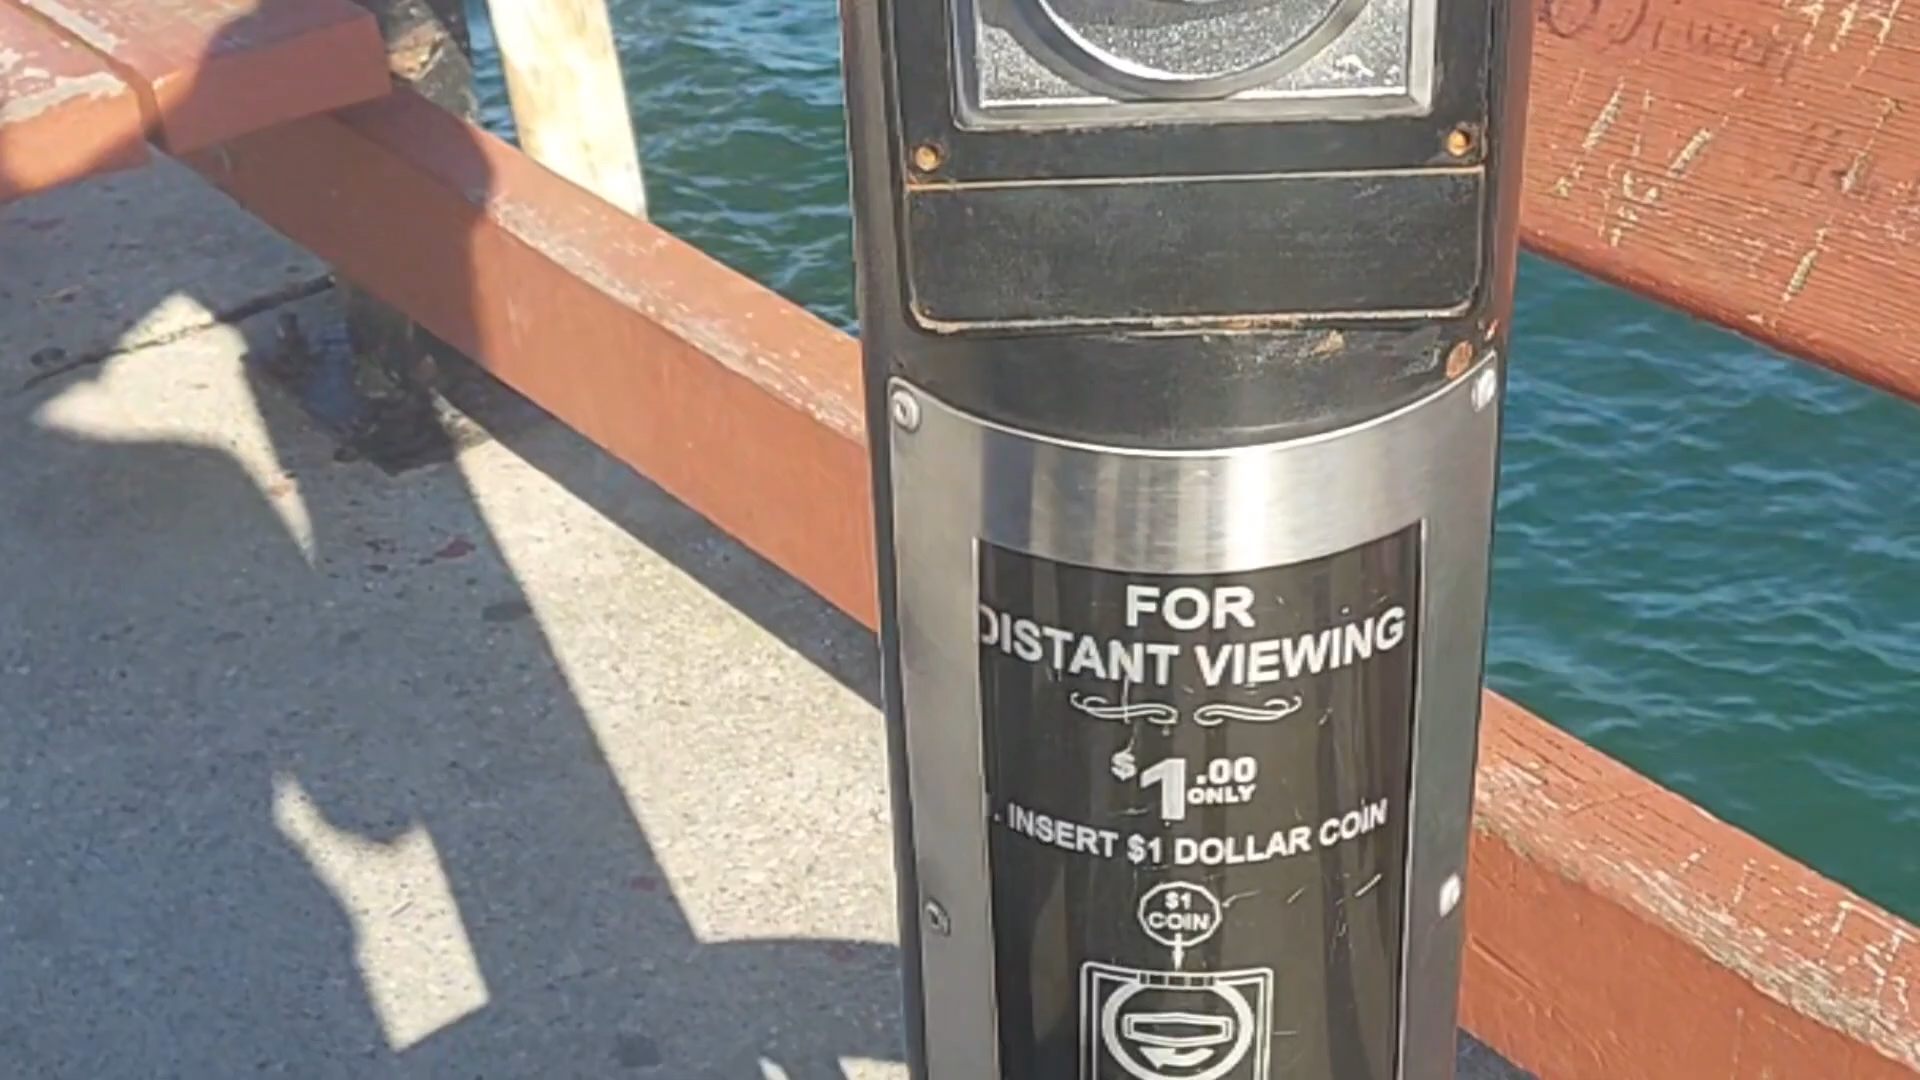 FOR
DISTANT VIEWING
$1.00
ONLY
. INSERT $1 DOLLAR COIN
$1
COIN